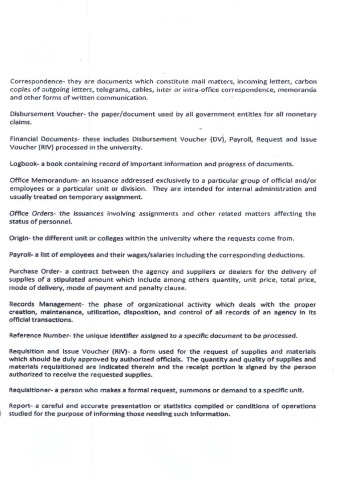 Correspondence- they are documents which constitute mail matters, incoming letters, carbon
copies of outgoing letters, telegrams, cables, inter or intra-office correspondence, memoranda
and other forms of written communication.
Disbursement Voucher- the paper/document used by all government entities for all monetary
claims.
Financial Documents- these includes Disbursement Voucher (DV), Payroll, Request and Issue
Voucher (RIV) processed in the university.
Logbook- a book containing record of important information and progress of documents.
Office Memorandum- an issuance addressed exclusively to a particular group of official and/or
employees or a particular unit or division. They are intended for internal administration and
usually treated on temporary assignment.
Office Orders- the issuances involving assignments and other related matters affecting the
status of personnel.
Origin- the different unit or colleges within the university where the requests come from.
Payroll- a list of employees and their wages/salaries including the corresponding deductions.
Purchase Order- a contract between the agency and suppliers or dealers for the delivery of
supplies of a stipulated amount which include among others quantity, unit price, total price,
mode of delivery, mode of payment and penalty clause.
Records Management- the phase of organizational activity which deals with the proper
creation, maintenance, utilization, disposition, and control of all records of an agency in its
official transactions.
Reference Number- the unique identifier assigned to a specific document to be processed.
Requisition and Issue Voucher (RIV)- a form used for the request of supplies and materials
which should be duly approved by authorized officials. The quantity and quality of supplies and
materials requisitioned are indicated therein and the receipt portion is signed by the person
authorized to receive the requested supplies.
Requisitioner- a person who makes a formal request, summons or demand to a specific unit.
Report- a careful and accurate presentation or statistics compiled or conditions of operations
studied for the purpose of informing those needing such information.